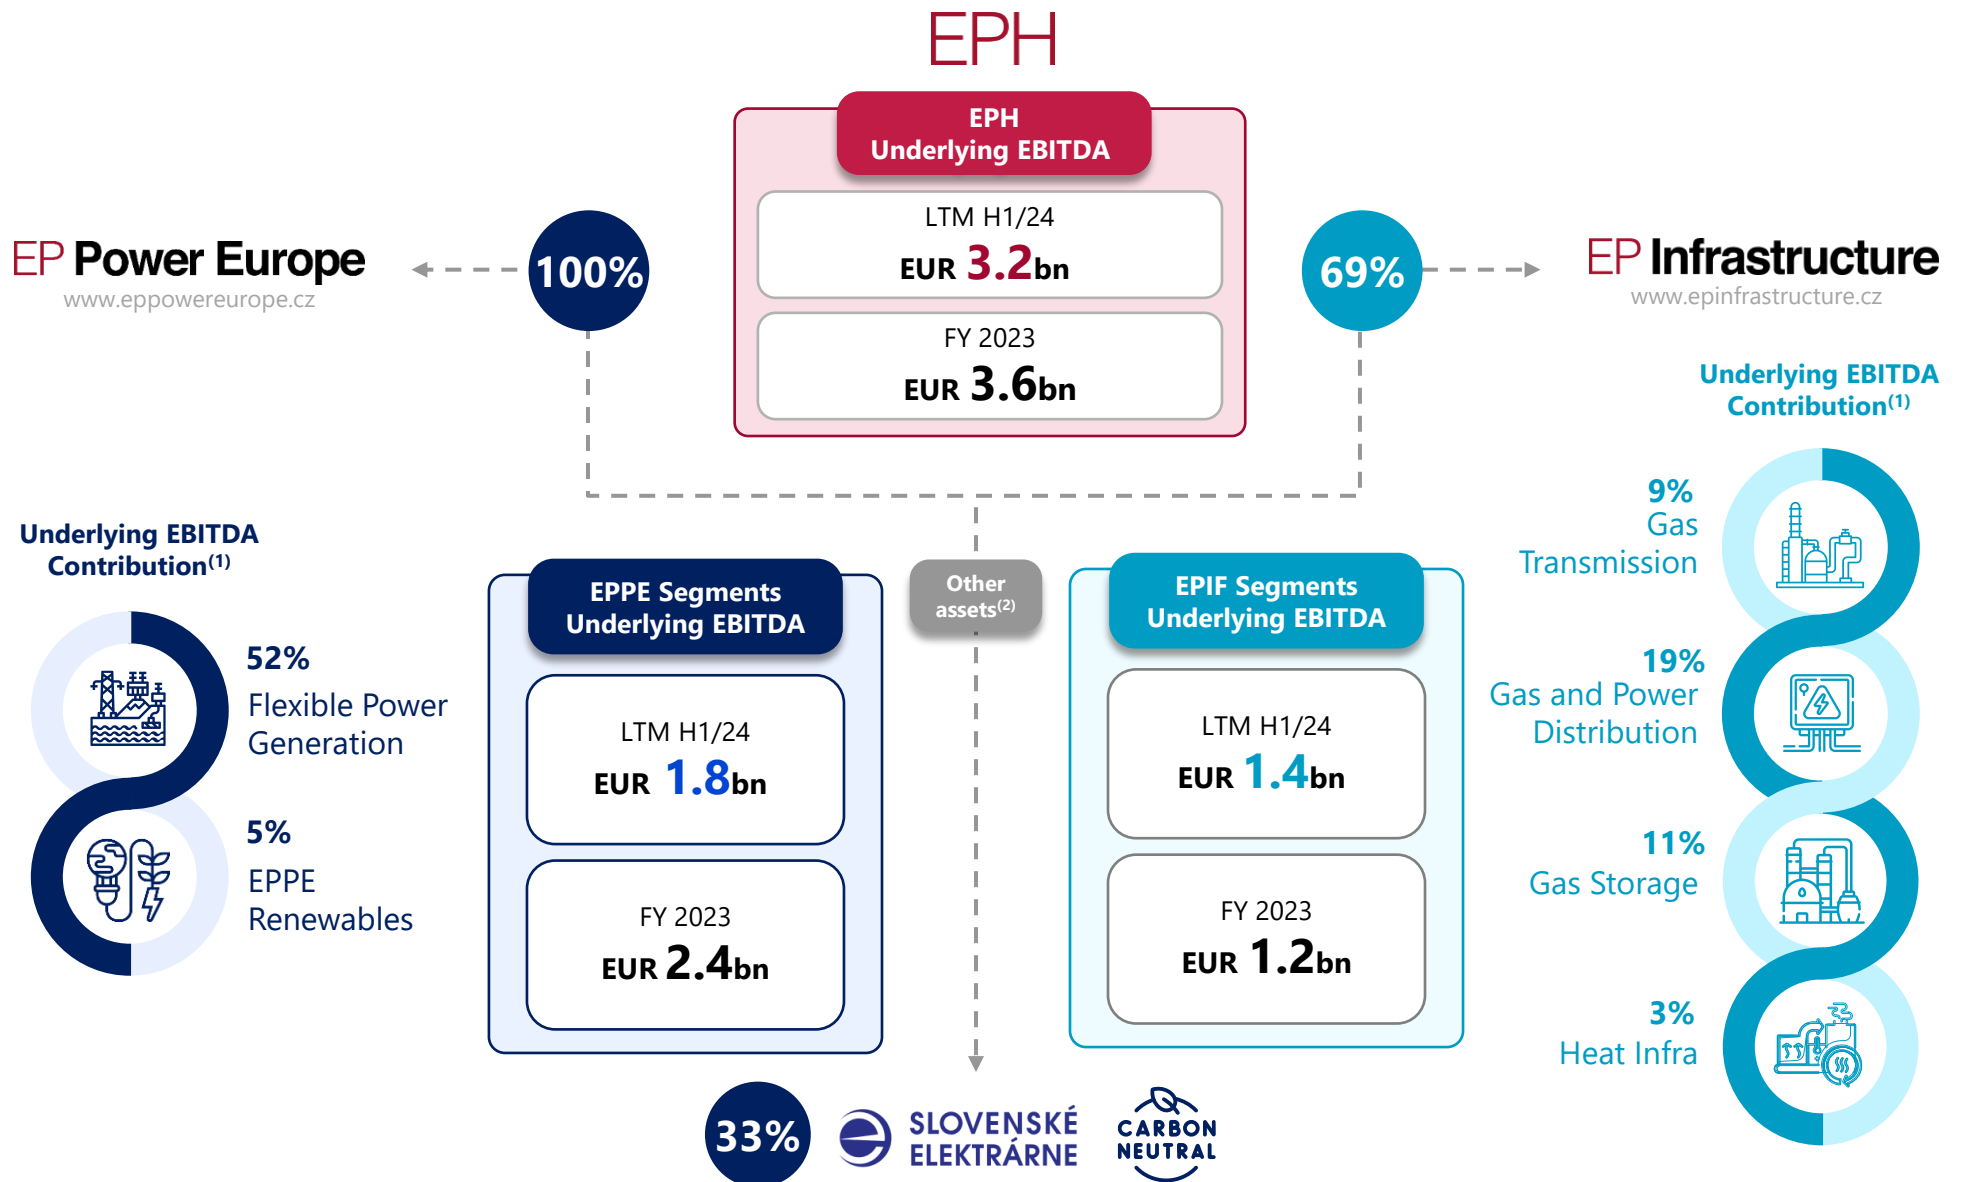 EPH
EPH
Underlying EBITDA
LTM H1/24
EUR 3.2bn
FY 2023
EUR 3.6bn
100%
EP Power Europe
www.eppowereurope.cz
69%
EP Infrastructure
www.epinfrastructure.cz
Underlying EBITDA
Contribution(1)
52%
Flexible Power
Generation
5%
EPPE
Renewables
EPPE Segments
Underlying EBITDA
LTM H1/24
EUR 1.8bn
FY 2023
EUR 2.4bn
Other
assets(2)
EPIF Segments
Underlying EBITDA
LTM H1/24
EUR 1.4bn
FY 2023
EUR 1.2bn
Underlying EBITDA
Contribution(1)
9%
Gas
Transmission
19%
Gas and Power
Distribution
11%
Gas Storage
3%
Heat Infra
33%
SLOVENSKÉ
ELEKTRÁRNE
CARBON
NEUTRAL